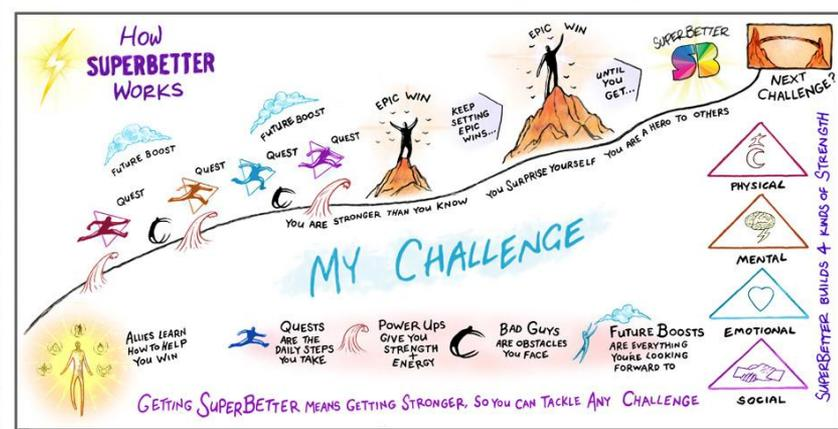 HOW
SUPERBETTER
WORKS
FUTURE BOOST
FUTURE BOOST
QUEST
QUEST
QUEST
QUEST
EPIC WIN
KEEP
SETTING
EPIC
WINS...
EPIC WIN
UNTIL
YOU
GET...
SUPERBETTER
SB
NEXT
CHALLENGE?
YOU ARE STRONGER THAN YOU KNOW
YOU SURPRISE YOURSELF
YOU ARE A HERO TO OTHERS
MY CHALLENGE
PHYSICAL
MENTAL
EMOTIONAL
SOCIAL
SUPERBETTER BUILDS 4 KINDS OF STRENGTH
ALLIES LEARN
HOW TO HELP
YOU WIN
QUESTS
ARE THE
DAILY STEPS
YOU TAKE
POWER UPS
GIVE YOU
STRENGTH
+
ENERGY
BAD GUYS
ARE OBSTACLES
YOU FACE
FUTURE BOOSTS
ARE EVERYTHING
YOU'RE LOOKING
FORWARD TO
GETTING SUPERBETTER MEANS GETTING STRONGER, SO YOU CAN TACKLE ANY CHALLENGE